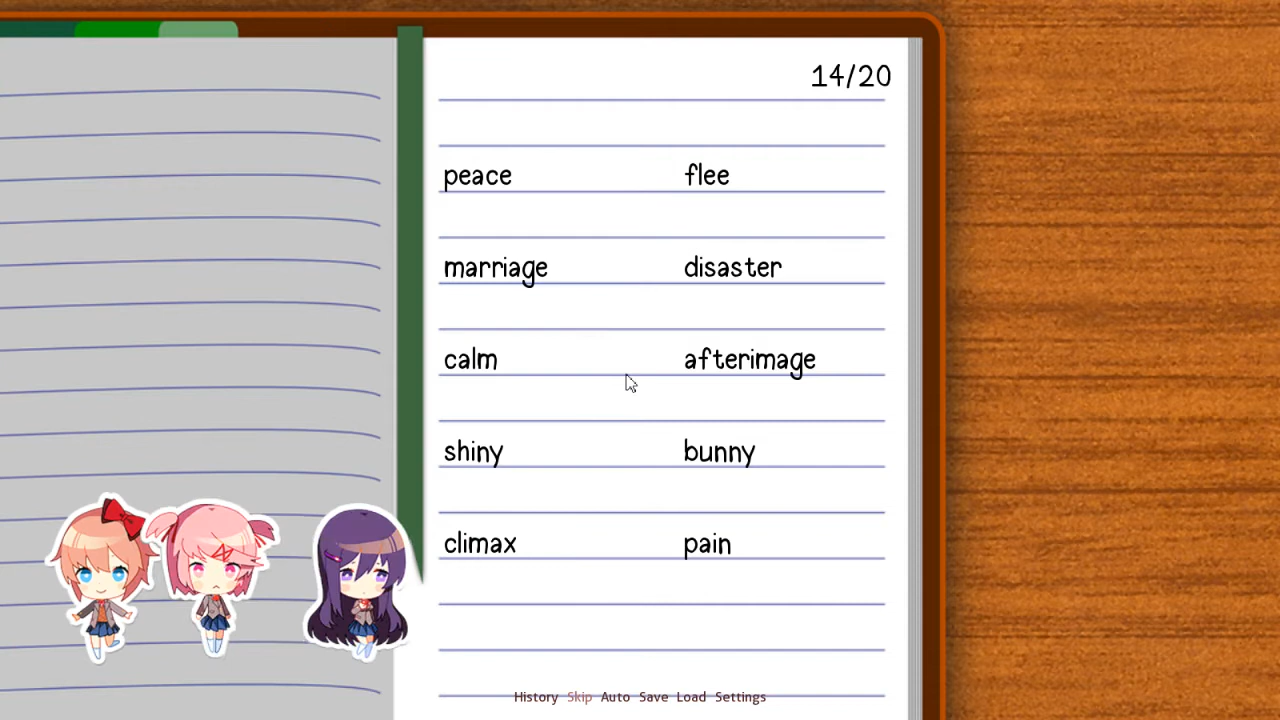 14/20
peace flee
marriage disaster
calm afterimage
shiny bunny
climax pain
History Skip Auto Save Load Settings